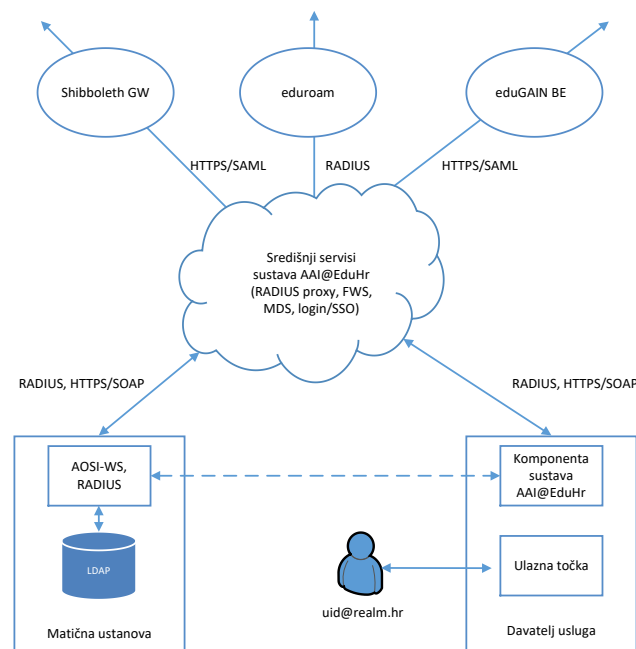 Shibboleth GW
eduroam
eduGAIN BE
HTTPS/SAML
RADIUS
HTTPS/SAML
Središnji servisi
sustava AAI@EduHr
(RADIUS proxy, FWS,
MDS, login/SSO)
RADIUS, HTTPS/SOAP
RADIUS, HTTPS/SOAP
AOSI-WS,
RADIUS
Komponenta
sustava
AAI@EduHr
LDAP
Ulazna točka
uid@realm.hr
Matična ustanova
Davatelj usluga